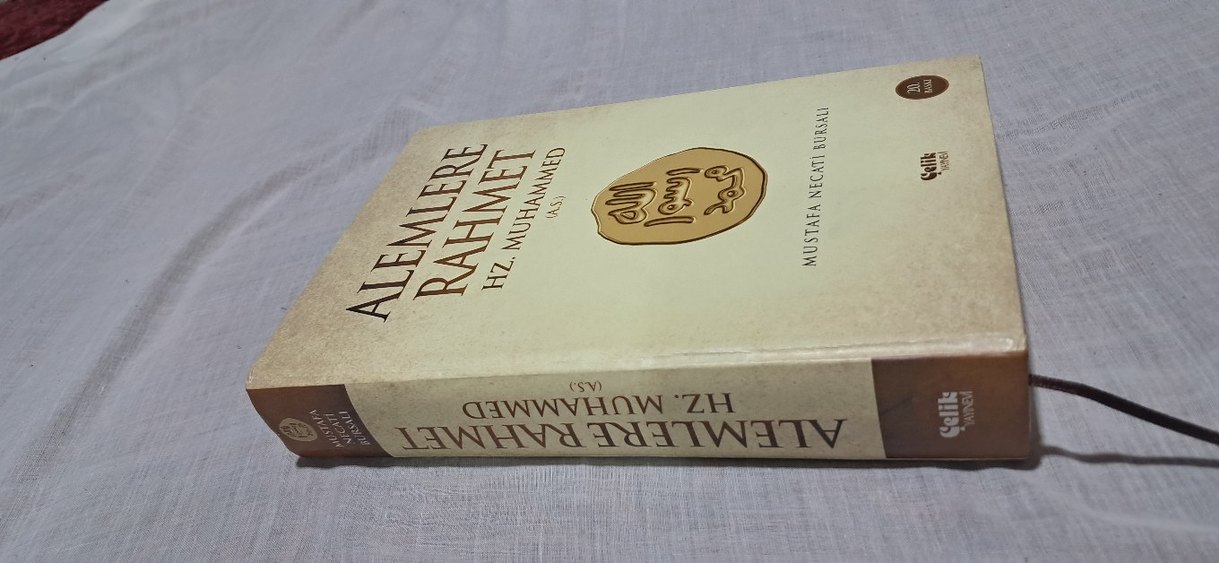 ALEMLERE
RAHMET
HZ. MUHAMMED
(A.S.)
الله
رسول
محمد
MUSTAFA NECATİ BURSALI
Çelik
YAYINEVİ
20.
BASKI
MUSTAFA
NECATİ
BURSALI
ALEMLERE RAHMET
HZ. MUHAMMED
(A.S.)
Çelik
YAYINEVİ